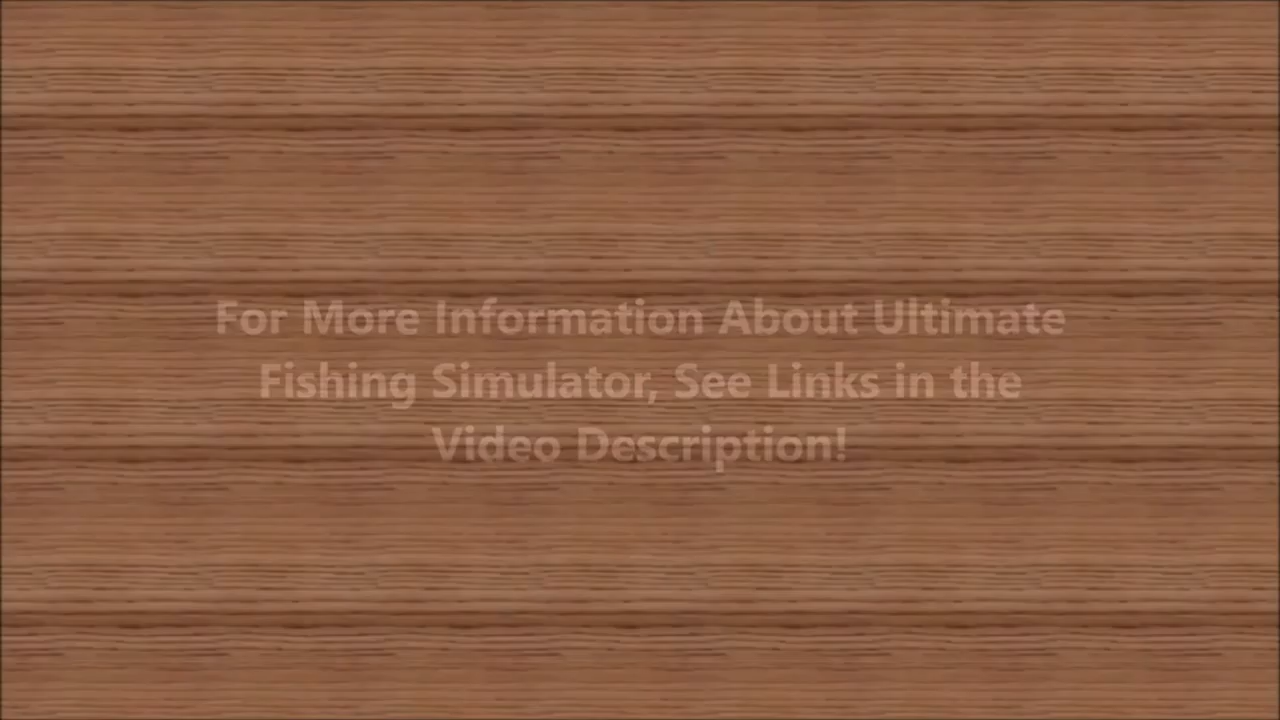 For More Information About Ultimate
Fishing Simulator, See Links in the
Video Description!